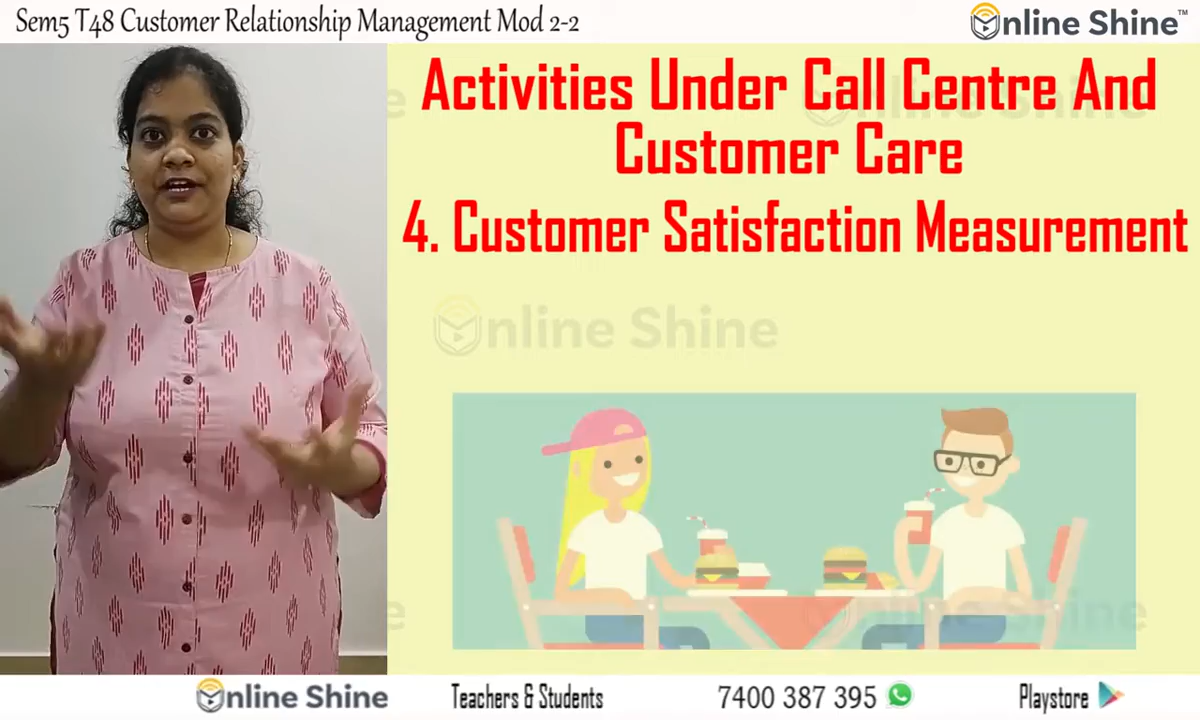 Sem5 T48 Customer Relationship Management Mod 2-2
Online Shine™
Activities Under Call Centre And
Customer Care
4. Customer Satisfaction Measurement
Online Shine
Online Shine
Teachers & Students
7400 387 395
Playstore